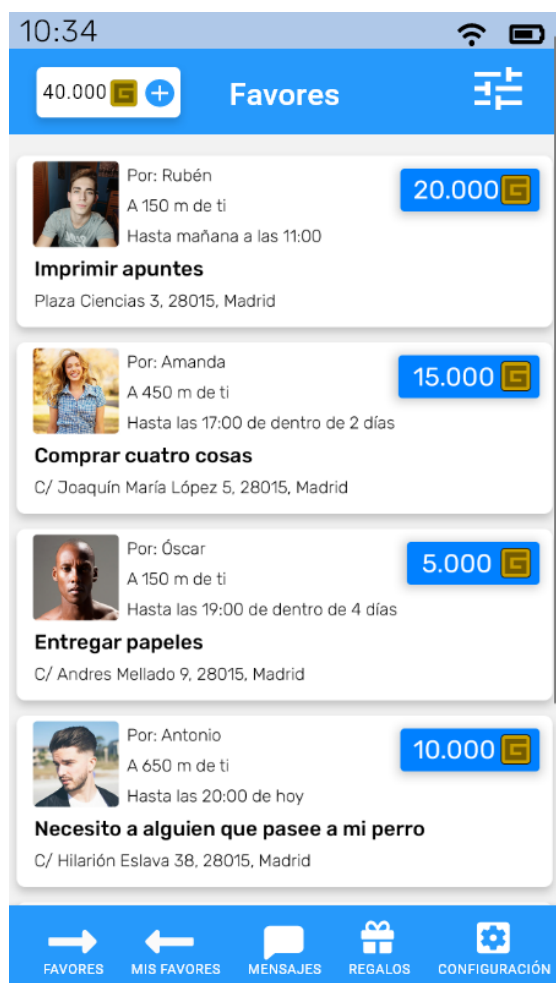 10:34
40.000 G
Favores
Por: Rubén
20.000 G
A 150 m de ti
Hasta mañana a las 11:00
Imprimir apuntes
Plaza Ciencias 3, 28015, Madrid
Por: Amanda
15.000 G
A 450 m de ti
Hasta las 17:00 de dentro de 2 días
Comprar cuatro cosas
C/ Joaquín María López 5, 28015, Madrid
Por: Óscar
5.000 G
A 150 m de ti
Hasta las 19:00 de dentro de 4 días
Entregar papeles
C/ Andres Mellado 9, 28015, Madrid
Por: Antonio
10.000 G
A 650 m de ti
Hasta las 20:00 de hoy
Necesito a alguien que pasee a mi perro
C/ Hilarión Eslava 38, 28015, Madrid
FAVORES MIS FAVORES MENSAJES REGALOS CONFIGURACIÓN